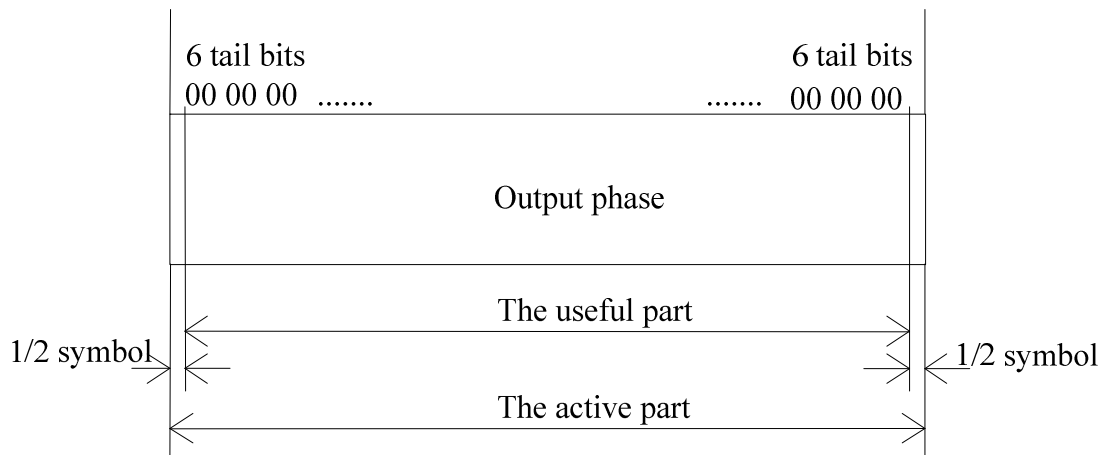 6 tail bits 6 tail bits
00 00 00 ....... ....... 00 00 00
Output phase
The useful part
1/2 symbol 1/2 symbol
The active part